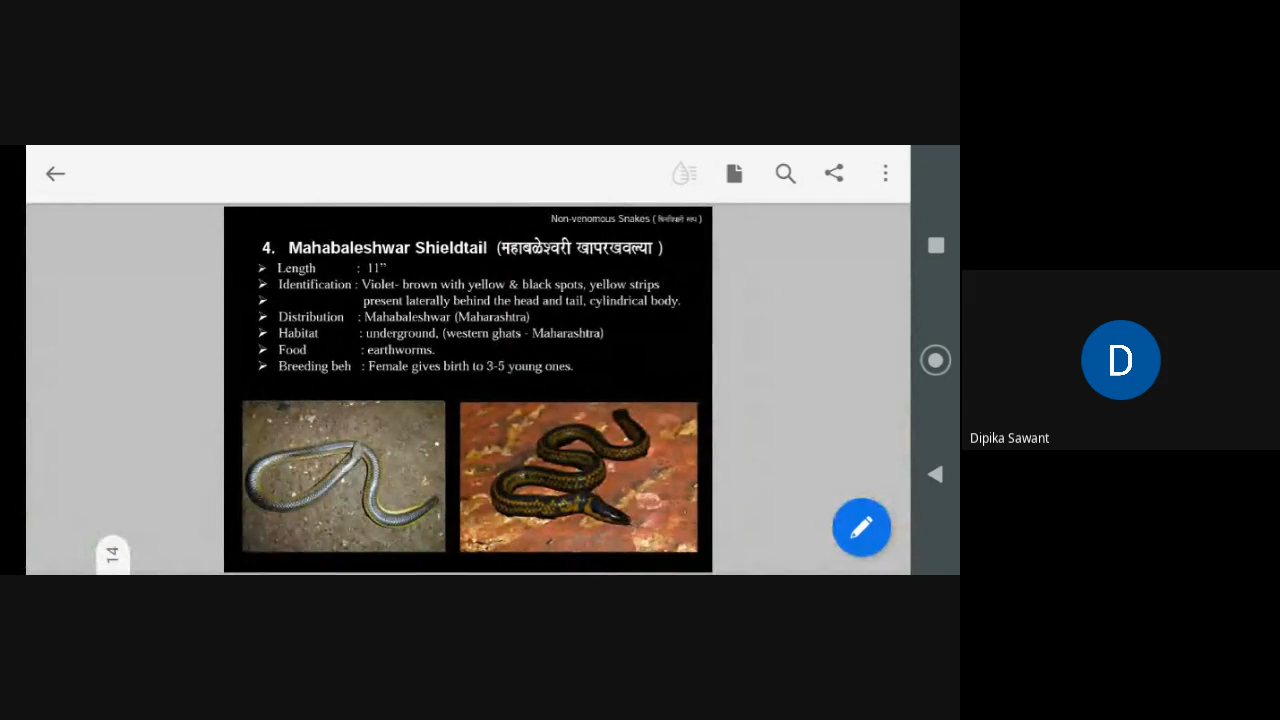 Non-venomous Snakes ( बिनविषारी साप )
4. Mahabaleshwar Shieldtail (महाबळेश्वरी खापरखवल्या )
➢ Length : 11”
➢ Identification : Violet- brown with yellow & black spots, yellow strips
➢ present laterally behind the head and tail, cylindrical body.
➢ Distribution : Mahabaleshwar (Maharashtra)
➢ Habitat : underground, (western ghats - Maharashtra)
➢ Food : earthworms.
➢ Breeding beh : Female gives birth to 3-5 young ones.
14
D
Dipika Sawant